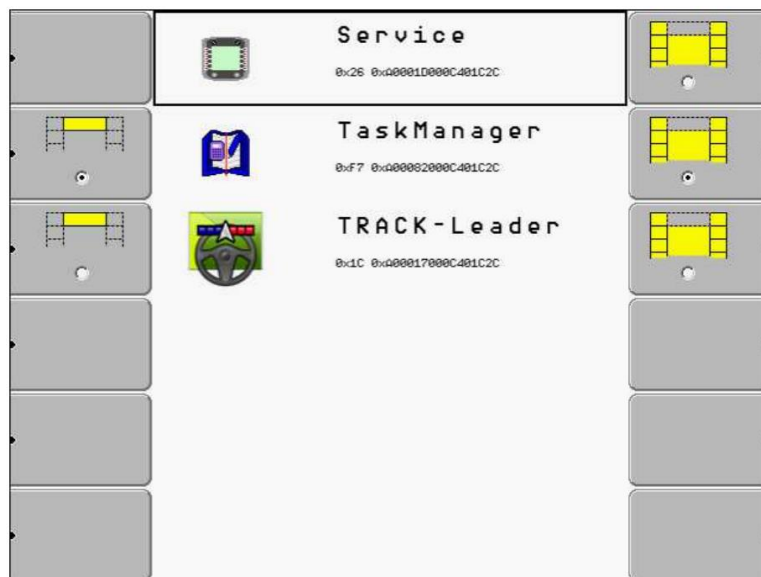 Service
0x26 0xA0001D000C401C2C
TaskManager
0xF7 0xA00082000C401C2C
TRACK-Leader
0x1C 0xA00017000C401C2C